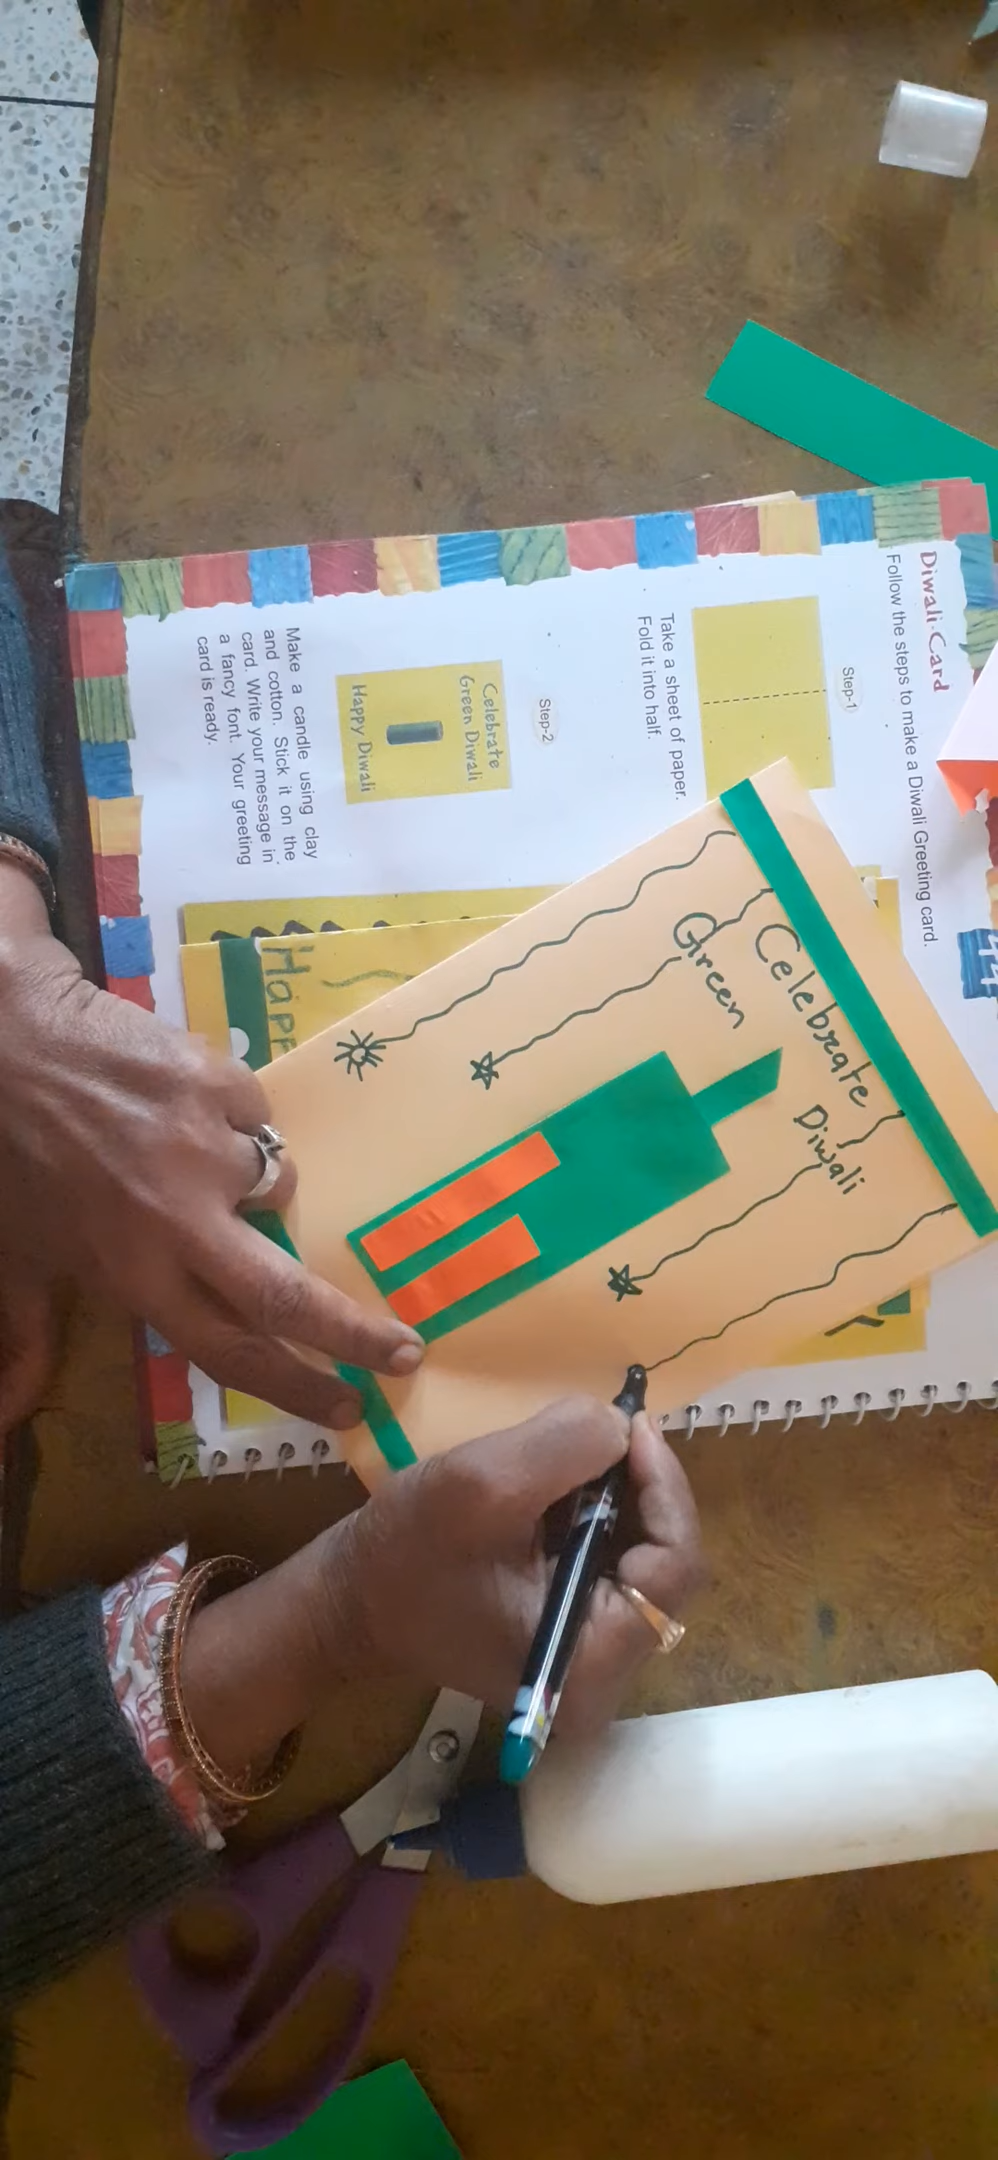 Diwali Card
Follow the steps to make a Diwali Greeting card.
Step-1
Take a sheet of paper.
Fold it into half.
Step-2
Celebrate
Green Diwali
Happy Diwali
Make a candle using clay
and cotton. Stick it on the
card. Write your message in
a fancy font. Your greeting
card is ready.
Celebrate
Green Diwali
HAPP